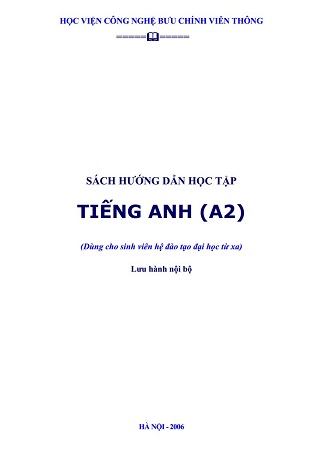 HỌC VIỆN CÔNG NGHỆ BƯU CHÍNH VIỄN THÔNG
SÁCH HƯỚNG DẪN HỌC TẬP
TIẾNG ANH (A2)
(Dùng cho sinh viên hệ đào tạo đại học từ xa)
Lưu hành nội bộ
HÀ NỘI - 2006